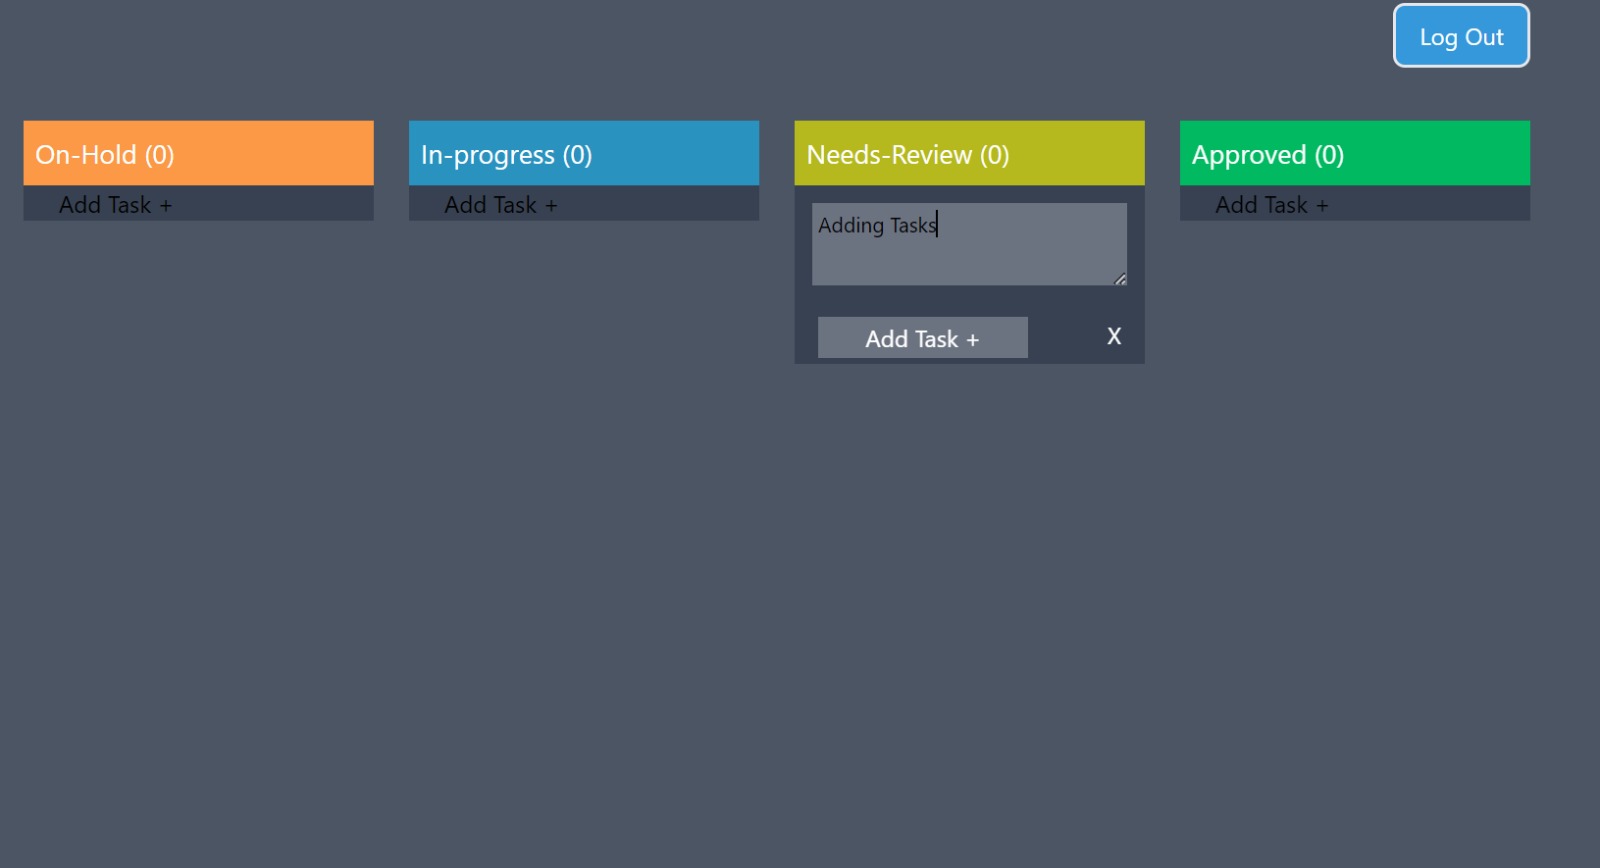 Log Out
On-Hold (0)
Add Task +
In-progress (0)
Add Task +
Needs-Review (0)
Adding Tasks
Add Task +
X
Approved (0)
Add Task +